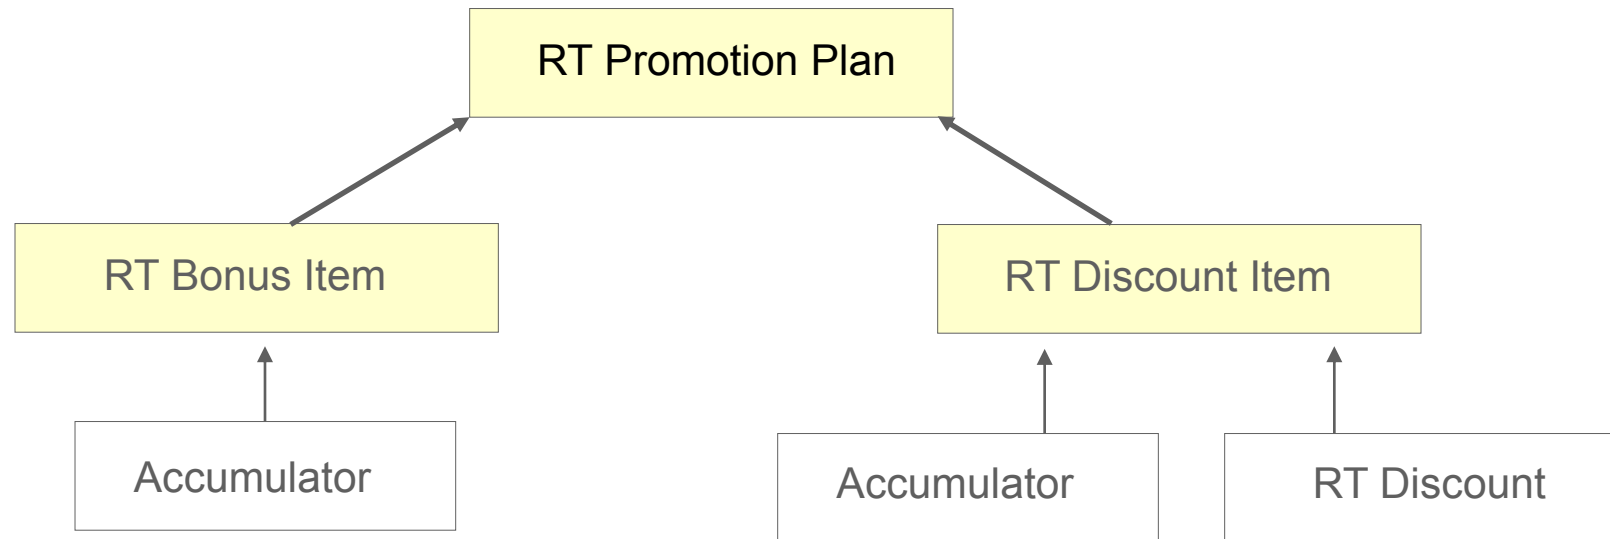 RT Promotion Plan
RT Bonus Item
RT Discount Item
Accumulator
Accumulator
RT Discount